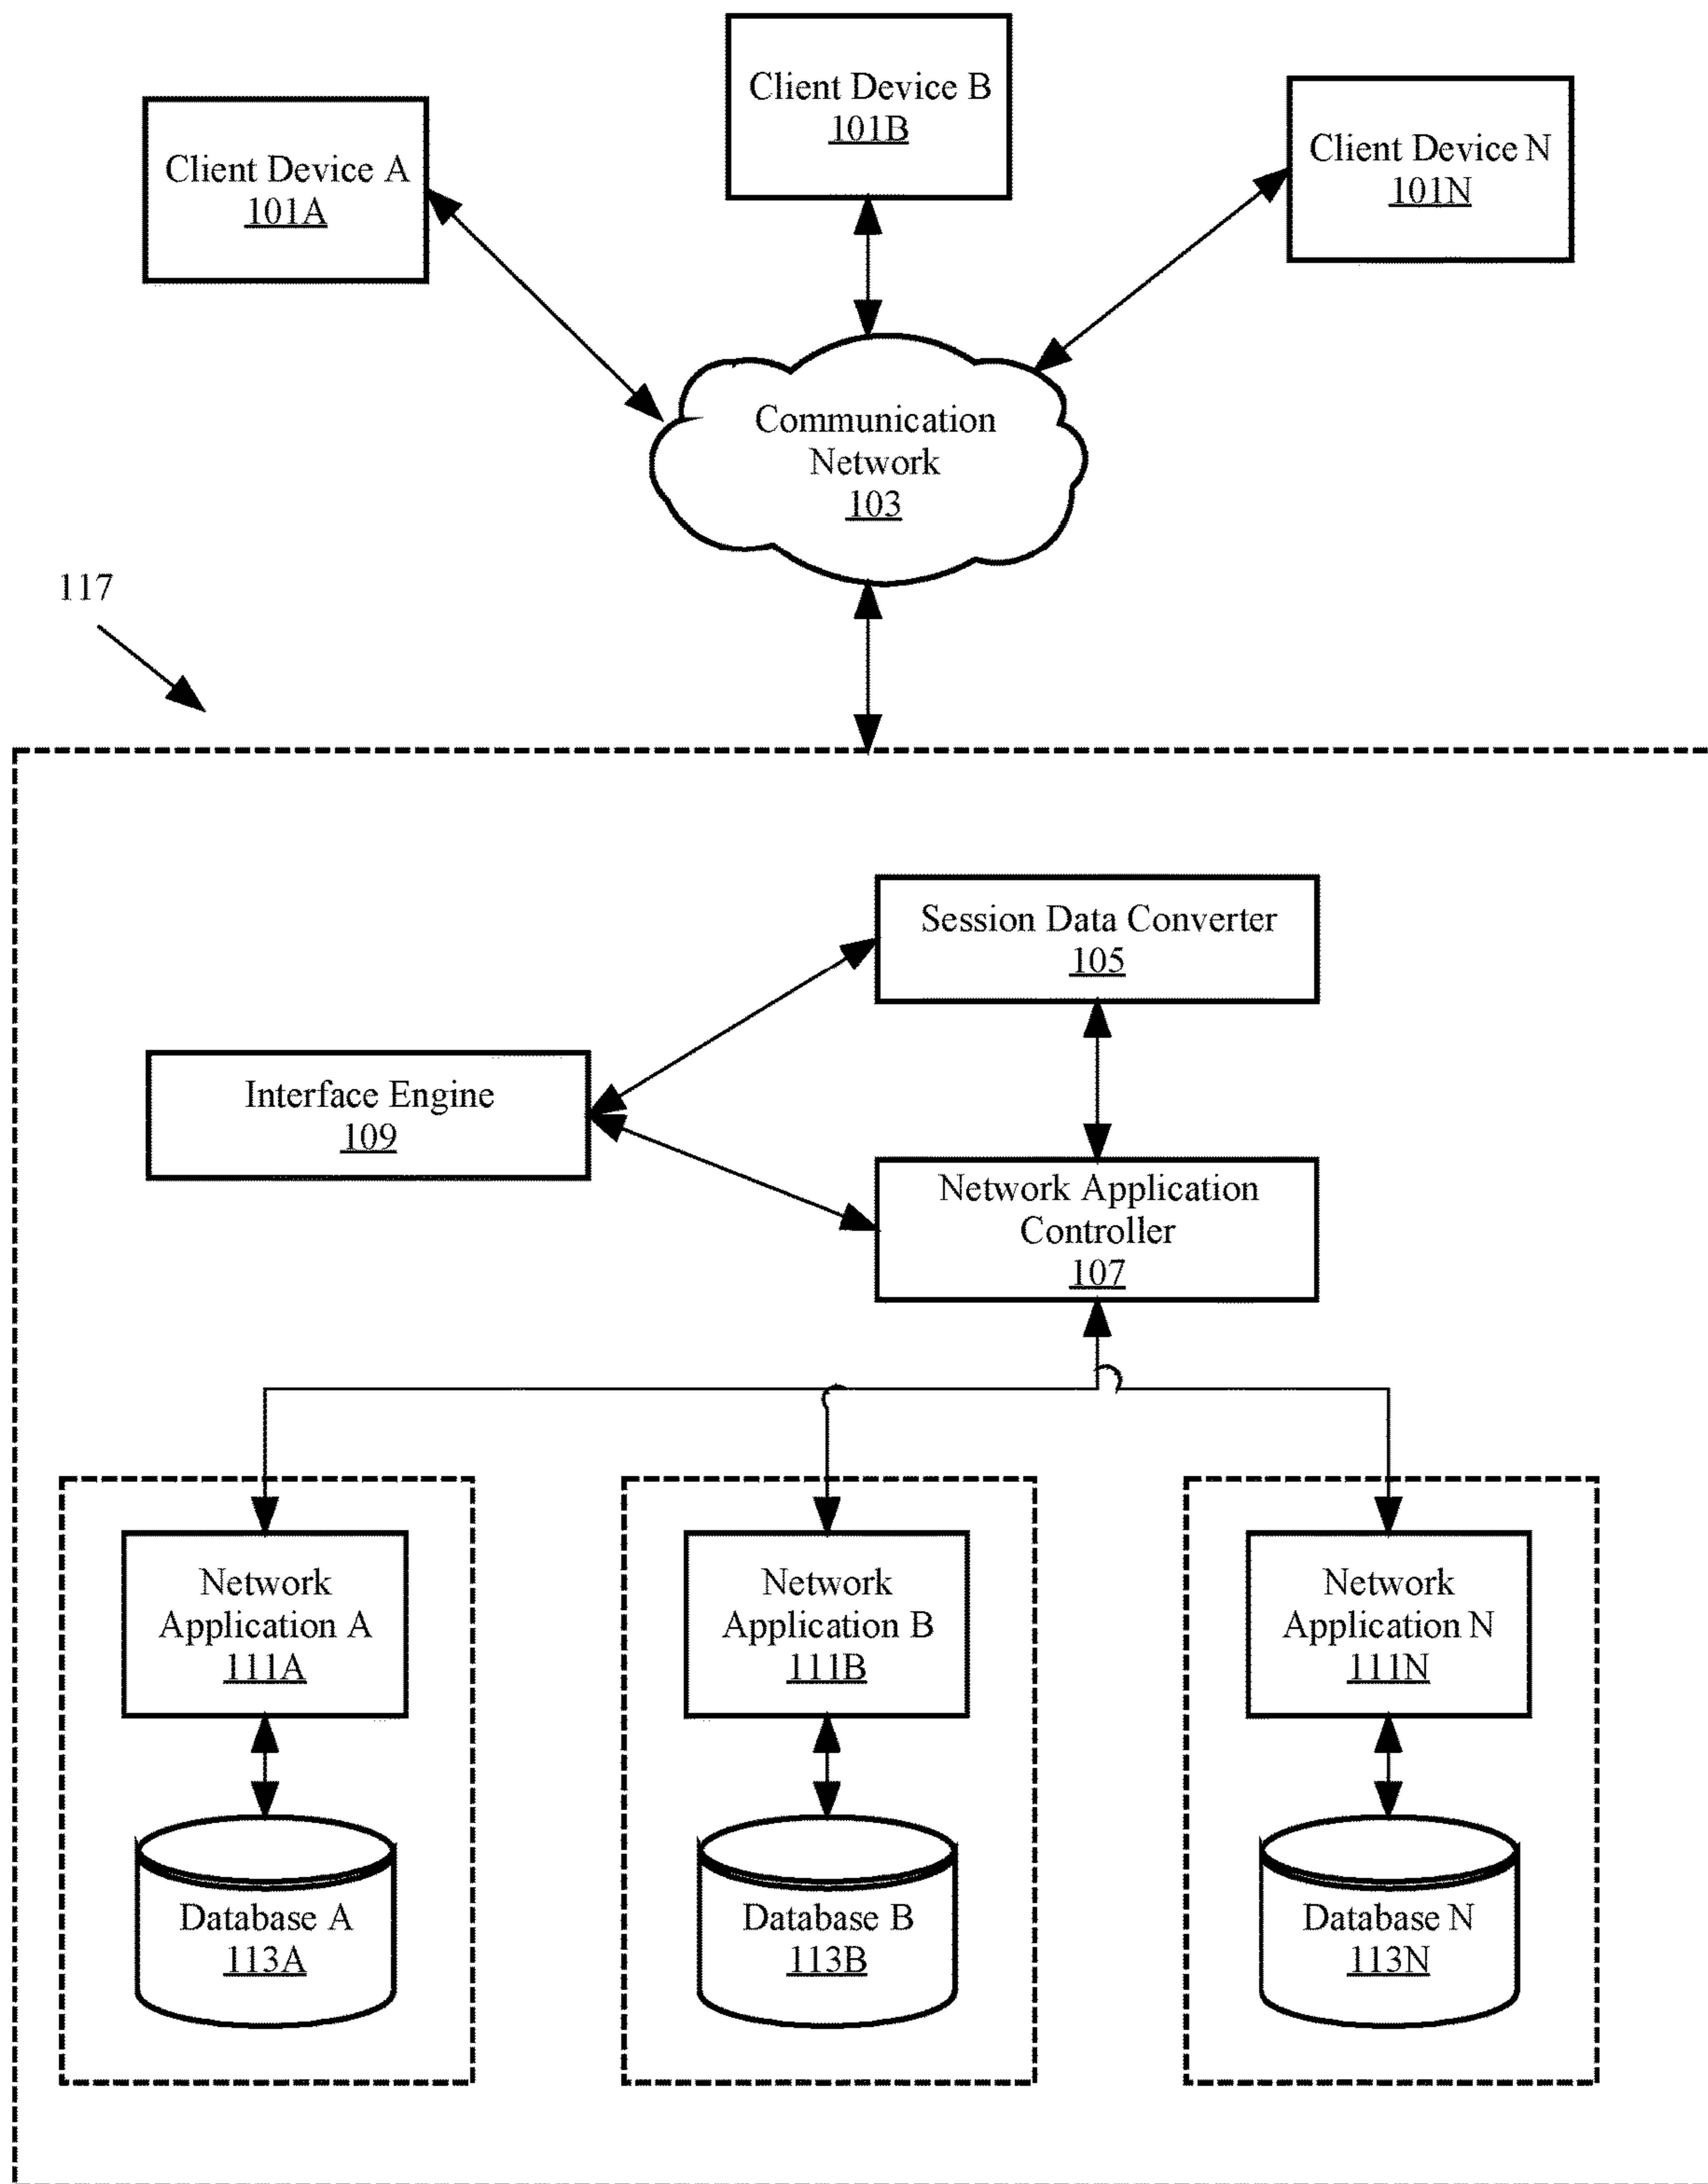 Client Device A
101A
Client Device B
101B
Client Device N
101N
Communication
Network
103
117
Session Data Converter
105
Interface Engine
109
Network Application
Controller
107
Network
Application A
111A
Network
Application B
111B
Network
Application N
111N
Database A
113A
Database B
113B
Database N
113N